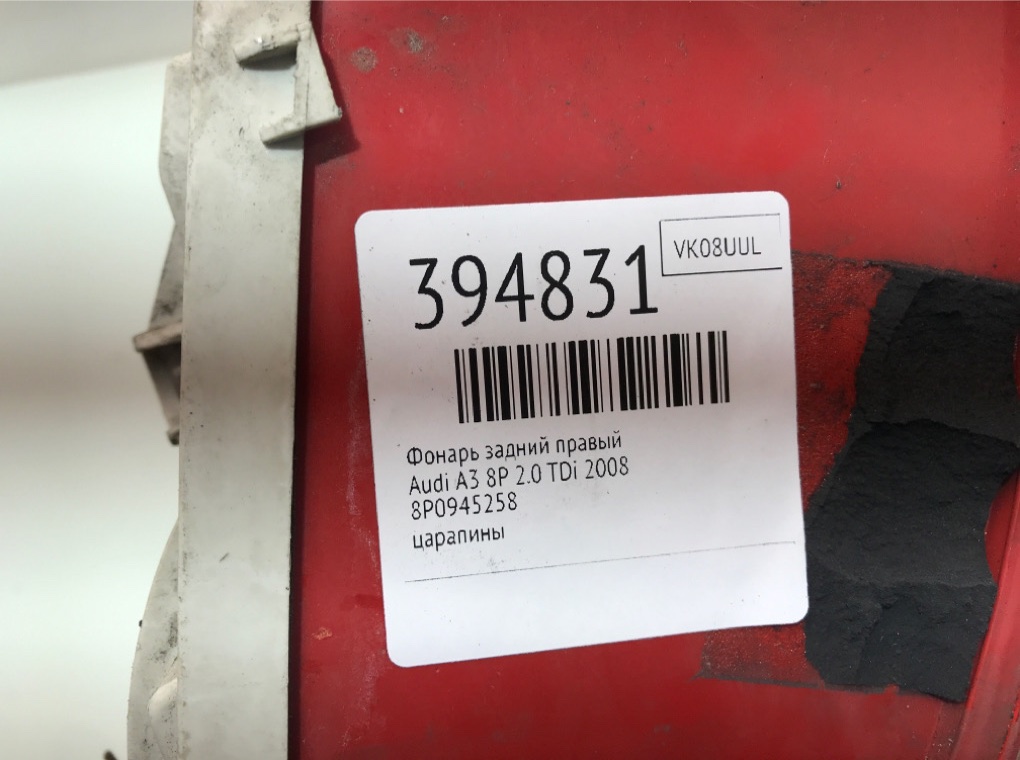 VK08UUL
394831
Фонарь задний правый
Audi A3 8P 2.0 TDi 2008
8P0945258
царапины